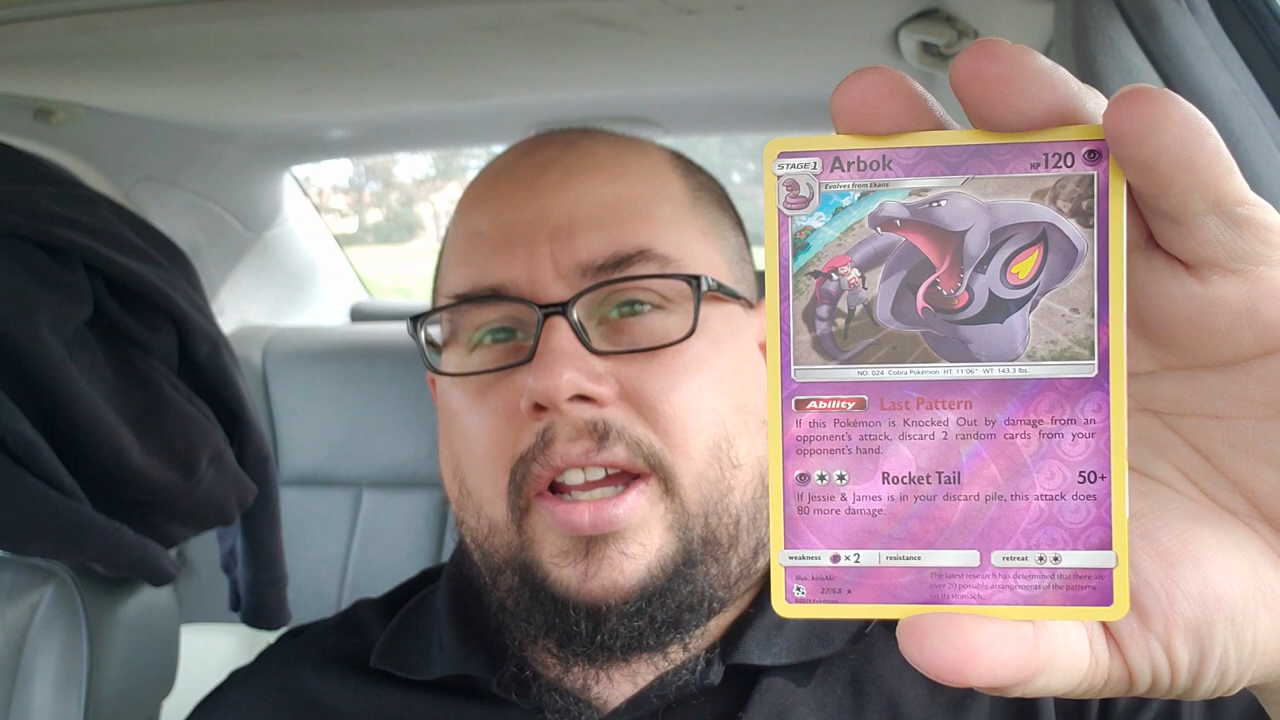 STAGE 1 Arbok HP 120
Evolves from Ekans
NO. 024 Cobra Pokémon HT: 11'06" WT: 143.3 lbs.
Ability Last Pattern
If this Pokémon is Knocked Out by damage from an
opponent's attack, discard 2 random cards from your
opponent's hand.
Rocket Tail 50+
If Jessie & James is in your discard pile, this attack does
80 more damage.
weakness ×2 resistance retreat
Illus. kirisAki
The latest research has determined that there are
over 20 possible arrangements of the patterns
on its stomach.
27/68
©2019 Pokémon